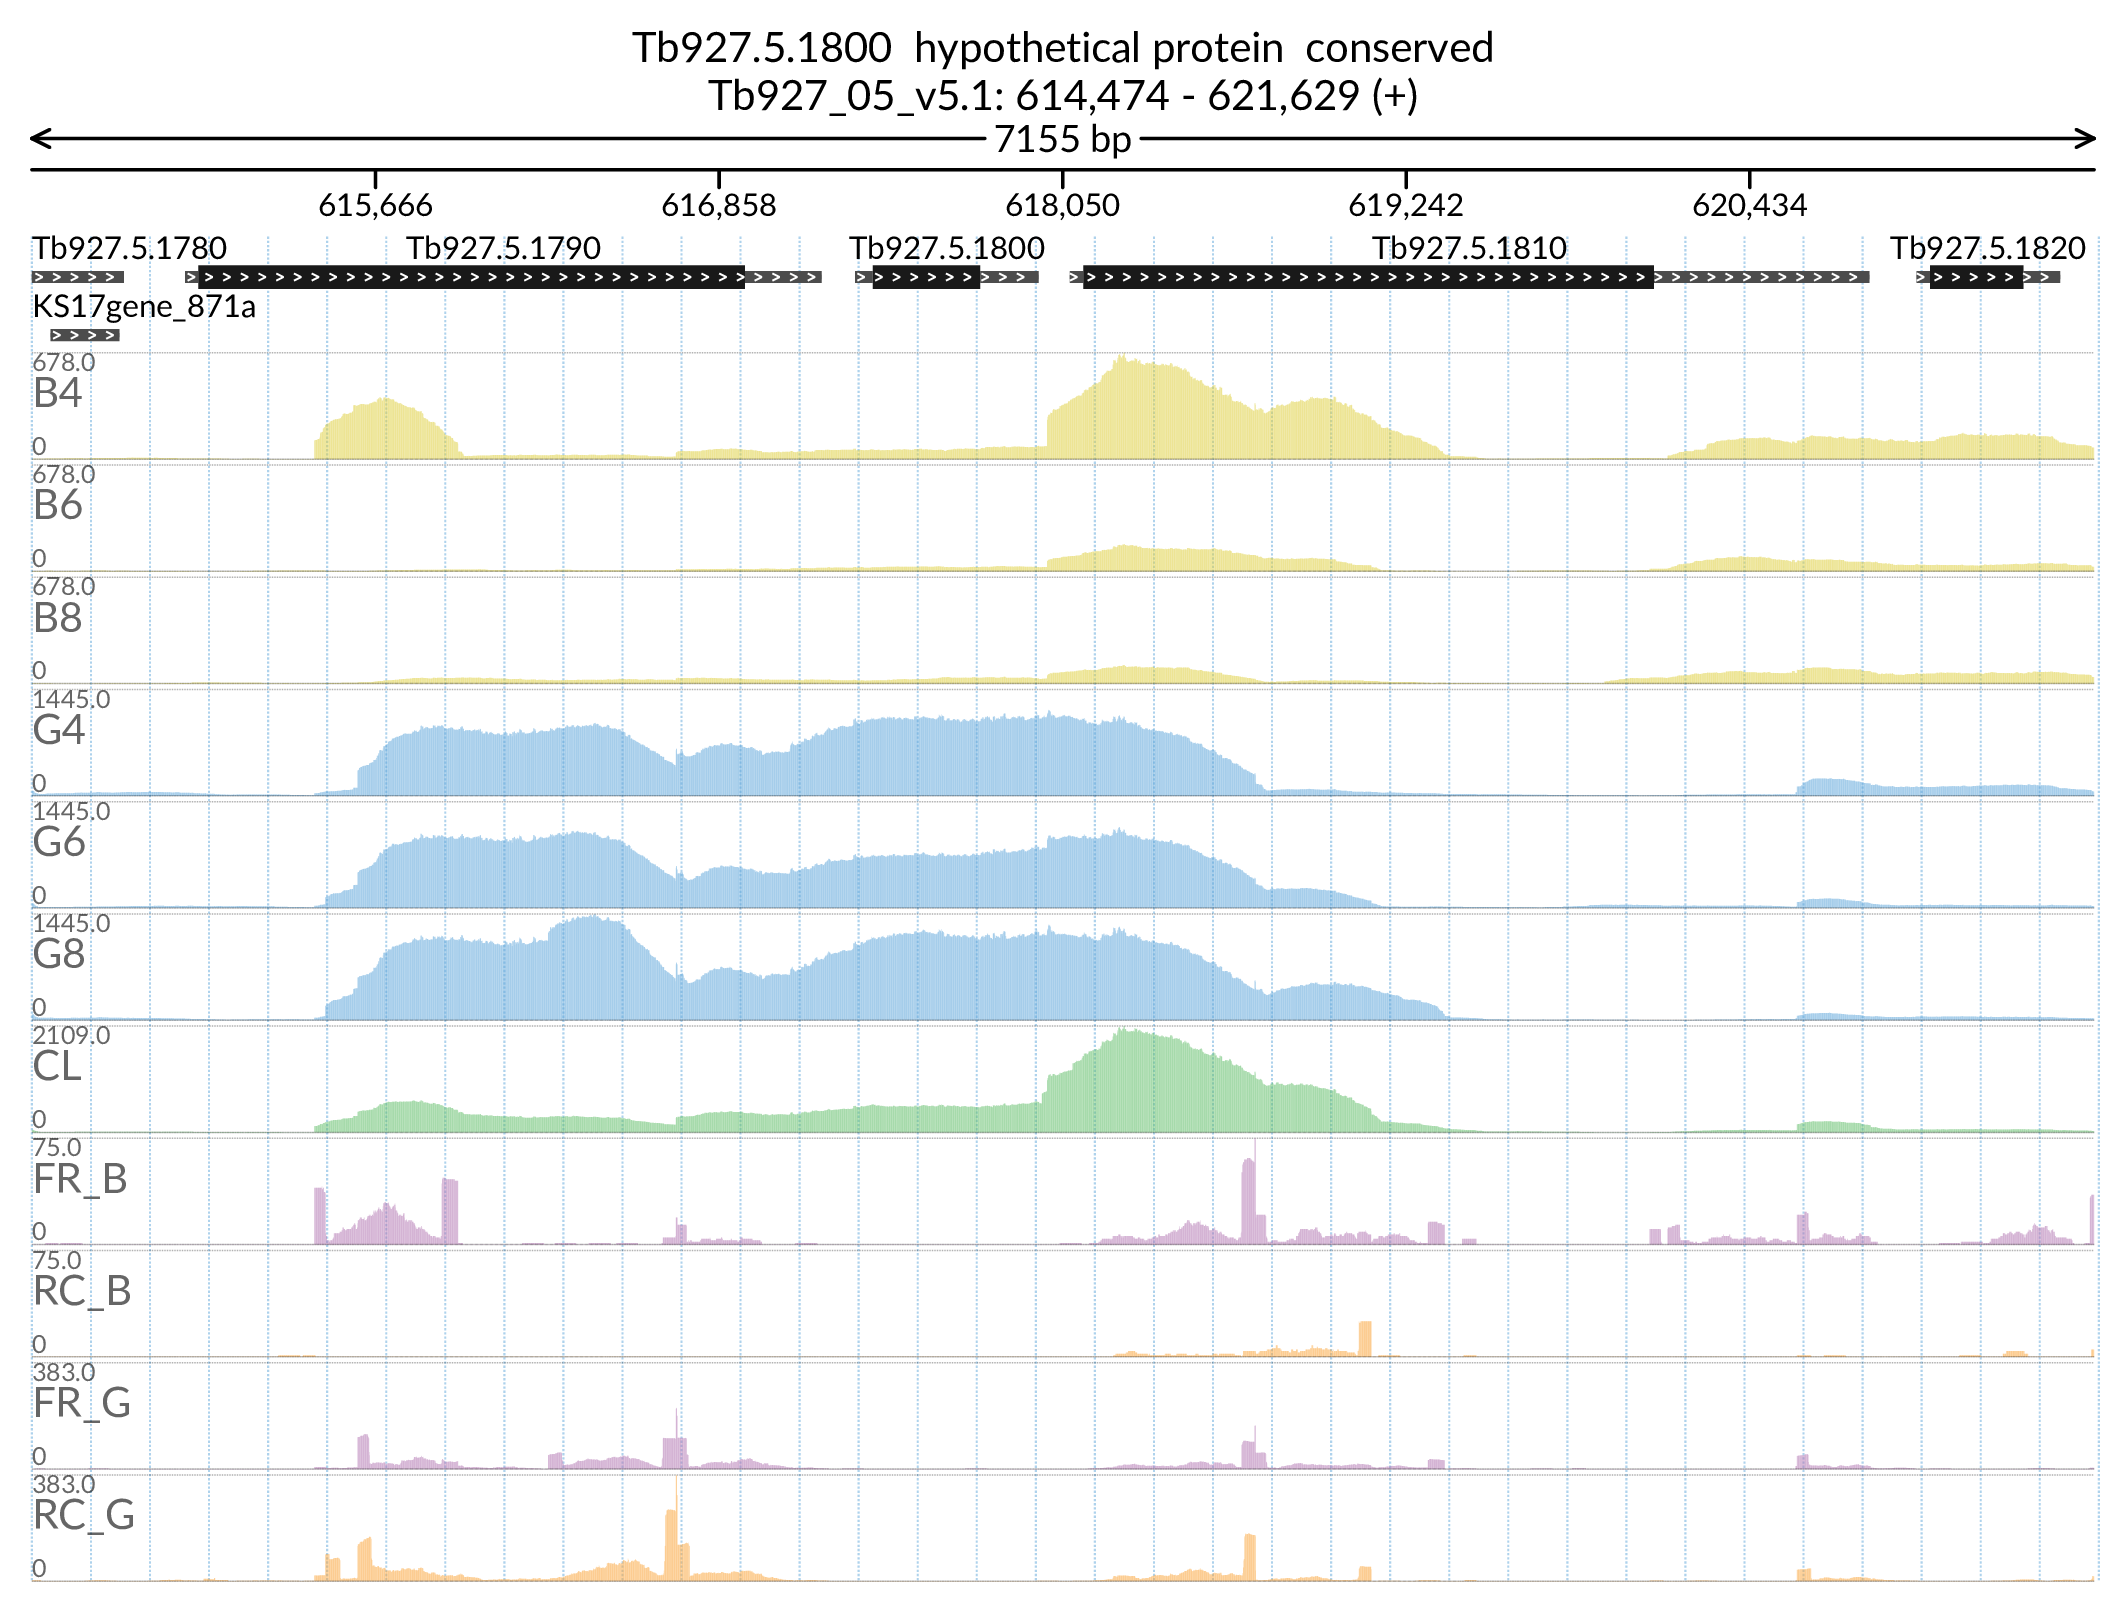 Tb927.5.1800 hypothetical protein conserved
Tb927_05_v5.1: 614,474 - 621,629 (+)
7155 bp
615,666 616,858 618,050 619,242 620,434
Tb927.5.1780 Tb927.5.1790 Tb927.5.1800 Tb927.5.1810 Tb927.5.1820
KS17gene_871a
678.0
B4
0
678.0
B6
0
678.0
B8
0
1445.0
G4
0
1445.0
G6
0
1445.0
G8
0
2109.0
CL
0
75.0
FR_B
0
75.0
RC_B
0
383.0
FR_G
0
383.0
RC_G
0